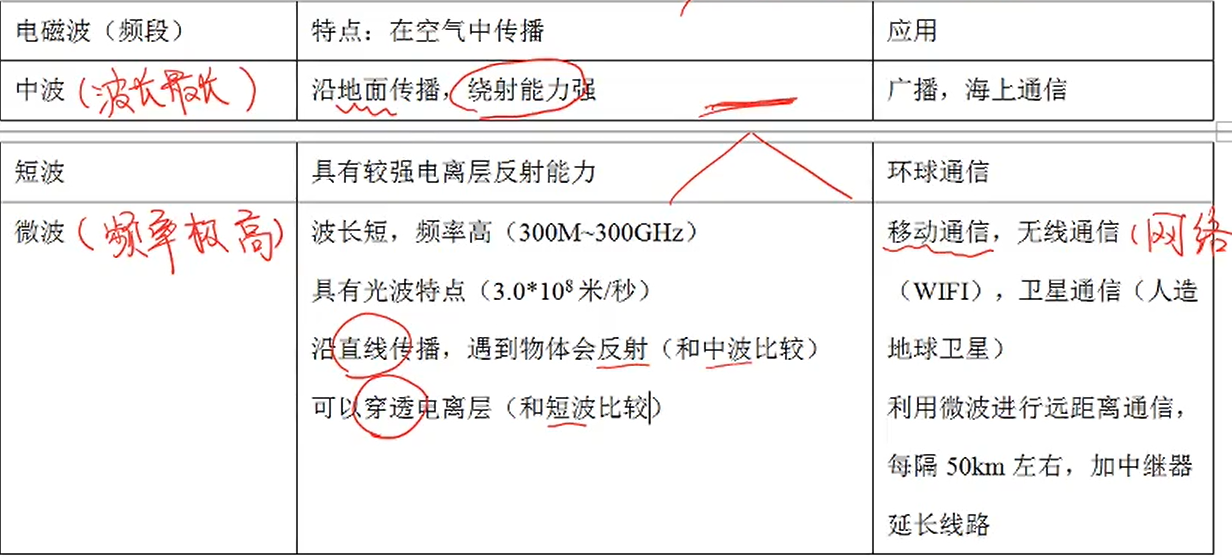 电磁波（频段） 特点：在空气中传播 应用
中波（波长最长） 沿地面传播，绕射能力强 广播，海上通信
短波 具有较强电离层反射能力 环球通信
微波（频率极高） 波长短，频率高（300M~300GHz） 移动通信，无线通信（网络
具有光波特点（3.0*10⁸米/秒） （WIFI），卫星通信（人造
沿直线传播，遇到物体会反射（和中波比较） 地球卫星）
可以穿透电离层（和短波比较） 利用微波进行远距离通信，
每隔 50km 左右，加中继器
延长线路